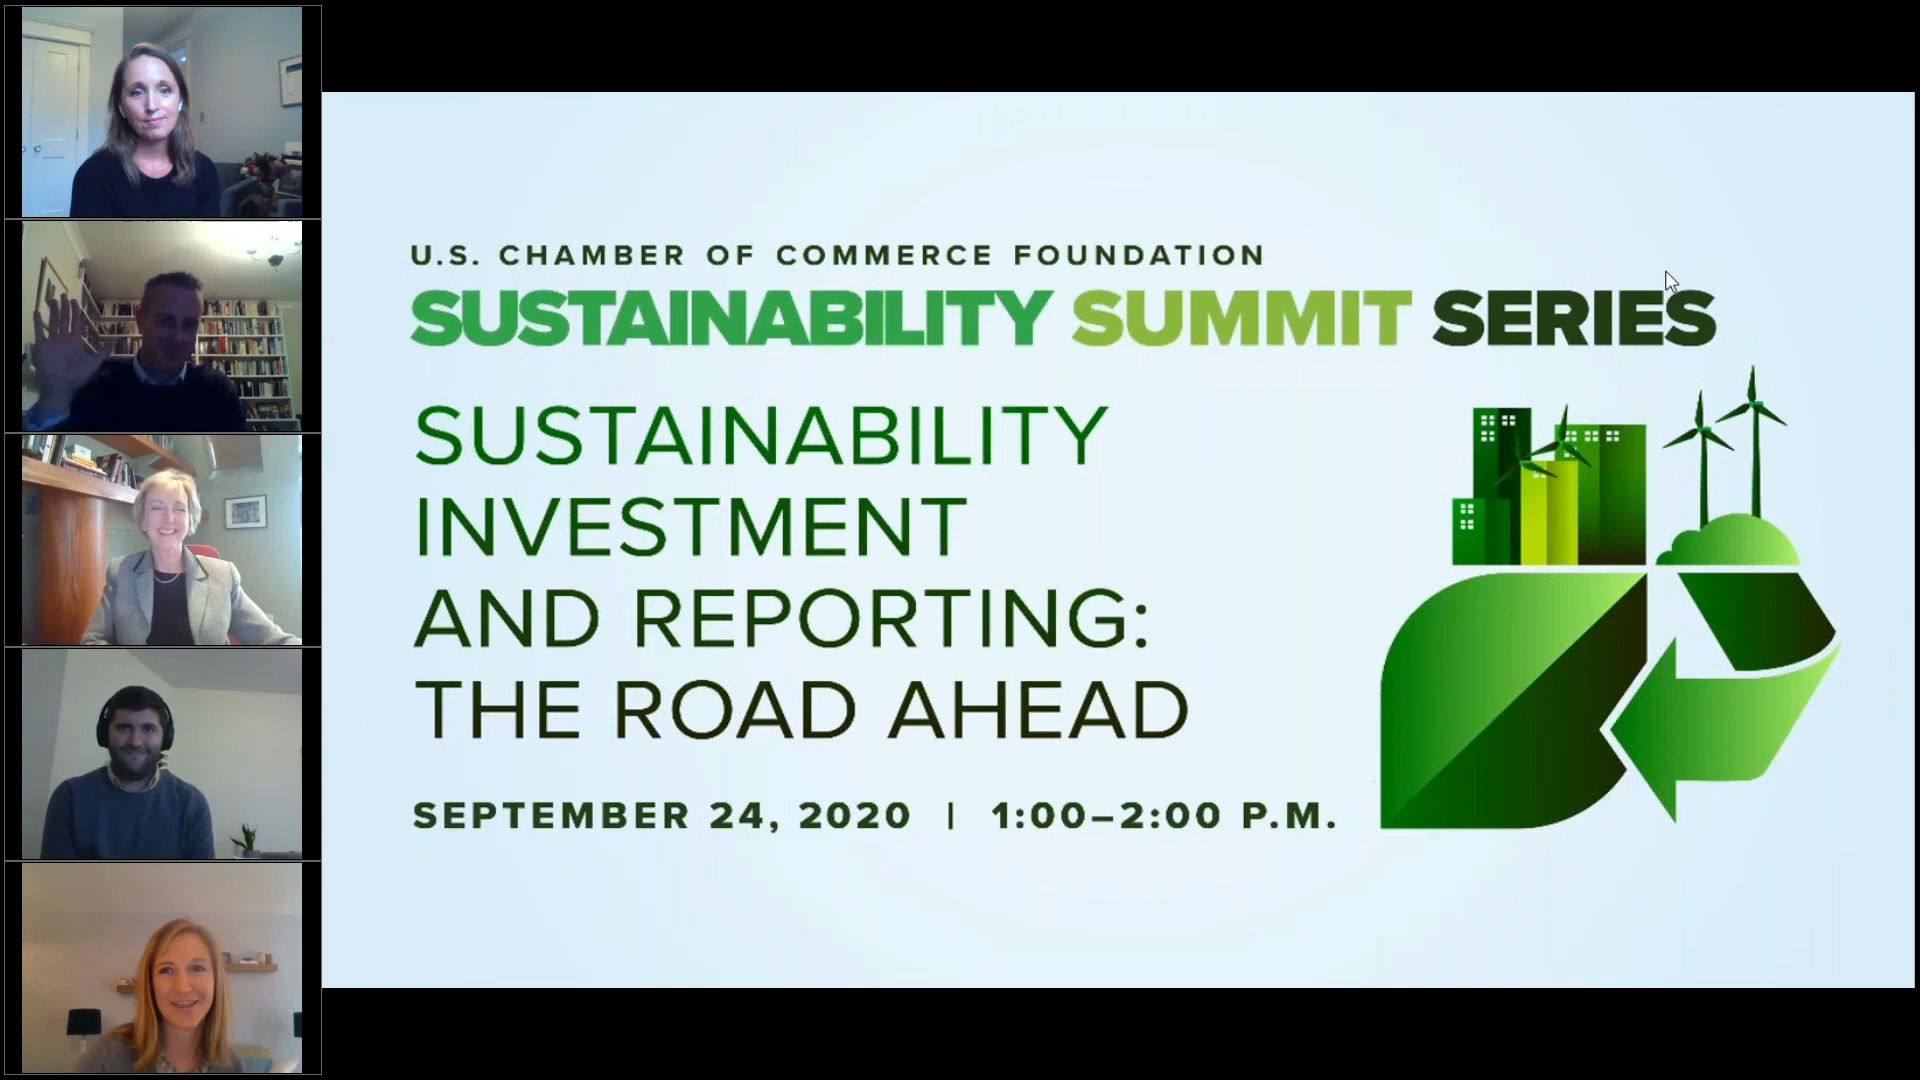 U.S. CHAMBER OF COMMERCE FOUNDATION
SUSTAINABILITY SUMMIT SERIES
SUSTAINABILITY
INVESTMENT
AND REPORTING:
THE ROAD AHEAD
SEPTEMBER 24, 2020 | 1:00–2:00 P.M.